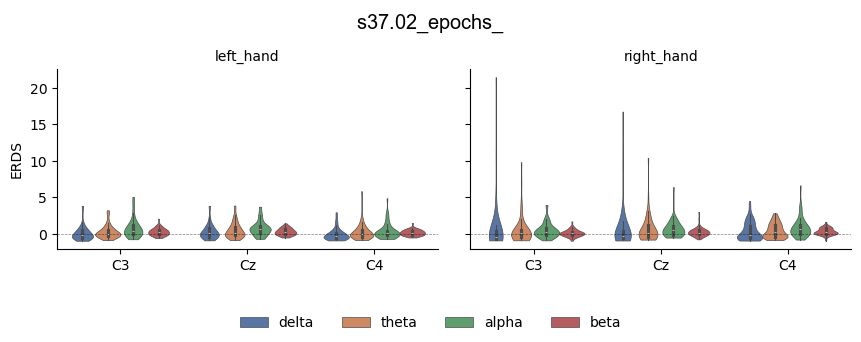 s37.02_epochs_
left_hand
right_hand
ERDS
20
15
10
5
0
C3
Cz
C4
C3
Cz
C4
delta
theta
alpha
beta